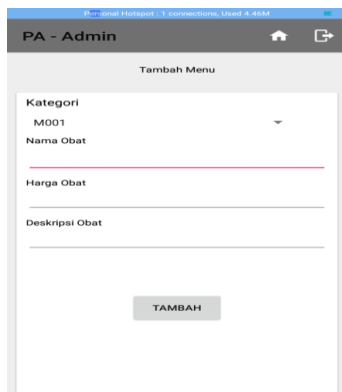 Personal Hotspot : 1 connections, Used 4.46M
PA - Admin
Tambah Menu
Kategori
M001
Nama Obat
Harga Obat
Deskripsi Obat
TAMBAH